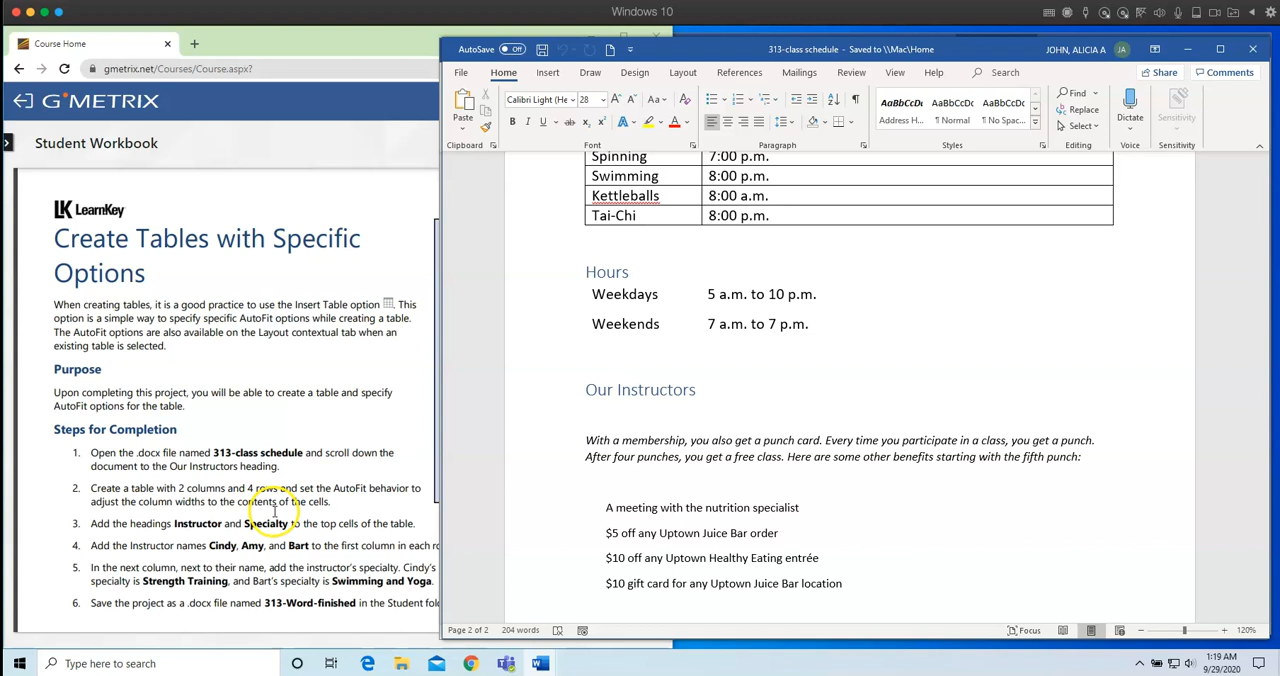 Windows 10
Course Home
gmetrix.net/Courses/Course.aspx?
G METRIX
Student Workbook
LK LearnKey
Create Tables with Specific
Options
When creating tables, it is a good practice to use the Insert Table option . This
option is a simple way to specify specific AutoFit options while creating a table.
The AutoFit options are also available on the Layout contextual tab when an
existing table is selected.
Purpose
Upon completing this project, you will be able to create a table and specify
AutoFit options for the table.
Steps for Completion
1. Open the .docx file named 313-class schedule and scroll down the
document to the Our Instructors heading.
2. Create a table with 2 columns and 4 rows and set the AutoFit behavior to
adjust the column widths to the contents of the cells.
3. Add the headings Instructor and Specialty to the top cells of the table.
4. Add the Instructor names Cindy, Amy, and Bart to the first column in each ro
5. In the next column, next to their name, add the instructor's specialty. Cindy's
specialty is Strength Training, and Bart's specialty is Swimming and Yoga.
6. Save the project as a .docx file named 313-Word-finished in the Student fol
AutoSave Off
313-class schedule - Saved to \\Mac\Home
JOHN, ALICIA A JA
File Home Insert Draw Design Layout References Mailings Review View Help Search Share Comments
Paste
Clipboard
Calibri Light (He 28 A A Aa A
B I U ab x₂ x² A A
Font
Paragraph
AaBbCcDc AaBbCcDc AaBbCcDc
Address H... ¶ Normal ¶ No Spac...
Styles
Find
Replace
Select
Editing
Dictate
Voice
Sensitivity
Sensitivity
Spinning 7:00 p.m.
Swimming 8:00 p.m.
Kettleballs 8:00 a.m.
Tai-Chi 8:00 p.m.
Hours
Weekdays 5 a.m. to 10 p.m.
Weekends 7 a.m. to 7 p.m.
Our Instructors
With a membership, you also get a punch card. Every time you participate in a class, you get a punch.
After four punches, you get a free class. Here are some other benefits starting with the fifth punch:
A meeting with the nutrition specialist
$5 off any Uptown Juice Bar order
$10 off any Uptown Healthy Eating entrée
$10 gift card for any Uptown Juice Bar location
Page 2 of 2 204 words Focus 120%
Type here to search
1:19 AM
9/29/2020